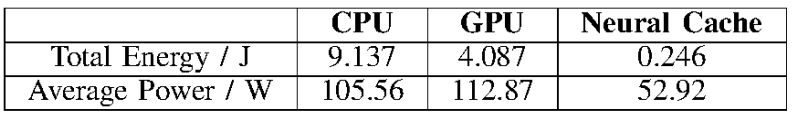 CPU GPU Neural Cache
Total Energy / J 9.137 4.087 0.246
Average Power / W 105.56 112.87 52.92